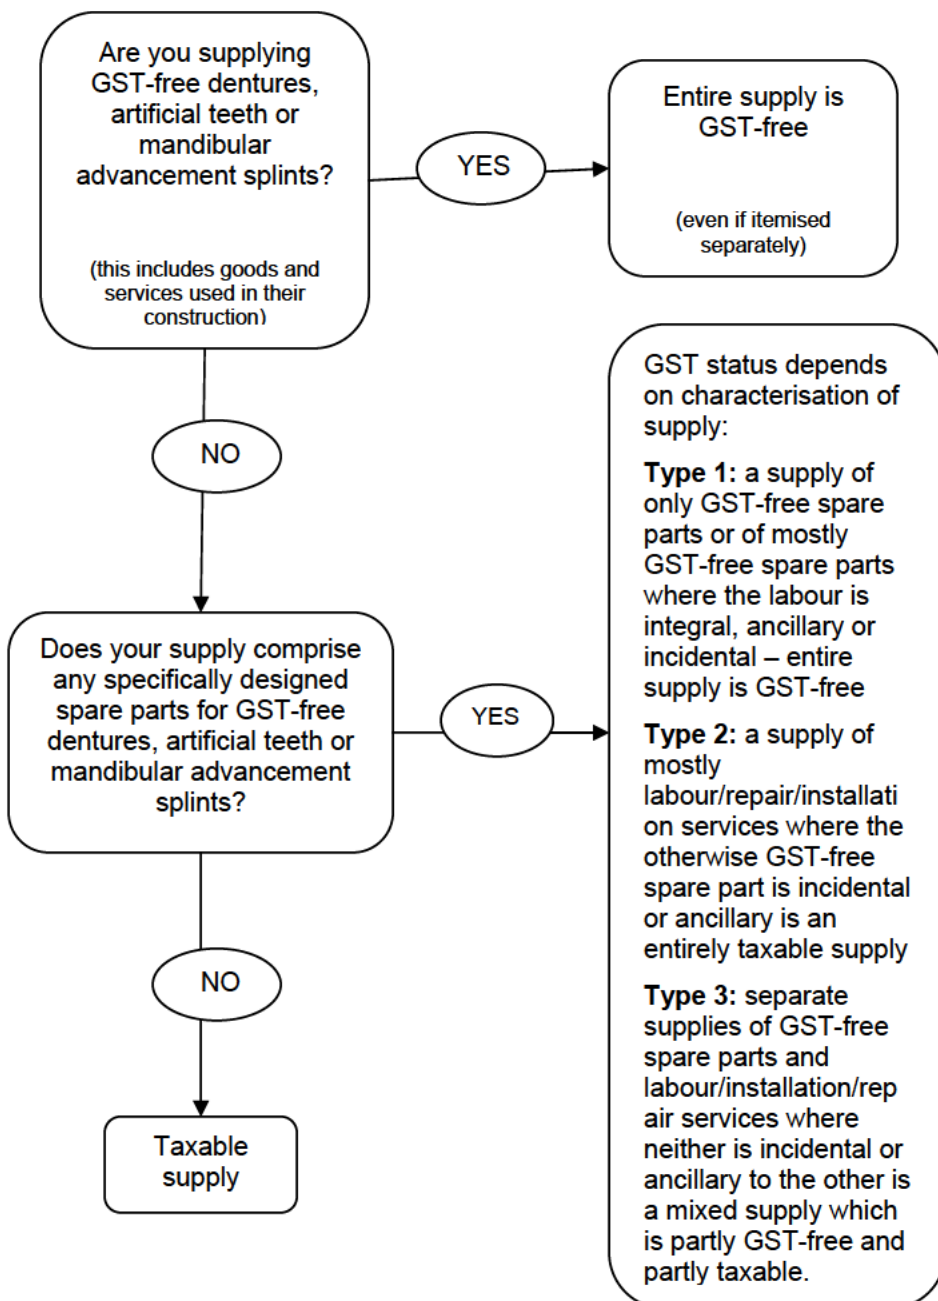 Are you supplying
GST-free dentures,
artificial teeth or
mandibular
advancement splints?
(this includes goods and
services used in their
construction)
YES
Entire supply is
GST-free
(even if itemised
separately)
NO
Does your supply comprise
any specifically designed
spare parts for GST-free
dentures, artificial teeth or
mandibular advancement
splints?
YES
GST status depends
on characterisation of
supply:
Type 1: a supply of
only GST-free spare
parts or of mostly
GST-free spare parts
where the labour is
integral, ancillary or
incidental – entire
supply is GST-free
Type 2: a supply of
mostly
labour/repair/installati
on services where the
otherwise GST-free
spare part is incidental
or ancillary is an
entirely taxable supply
Type 3: separate
supplies of GST-free
spare parts and
labour/installation/rep
air services where
neither is incidental or
ancillary to the other is
a mixed supply which
is partly GST-free and
partly taxable.
NO
Taxable
supply